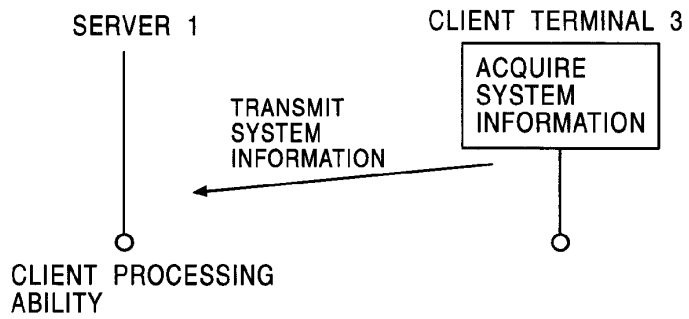 SERVER 1
CLIENT TERMINAL 3
ACQUIRE
SYSTEM
INFORMATION
TRANSMIT
SYSTEM
INFORMATION
CLIENT PROCESSING
ABILITY